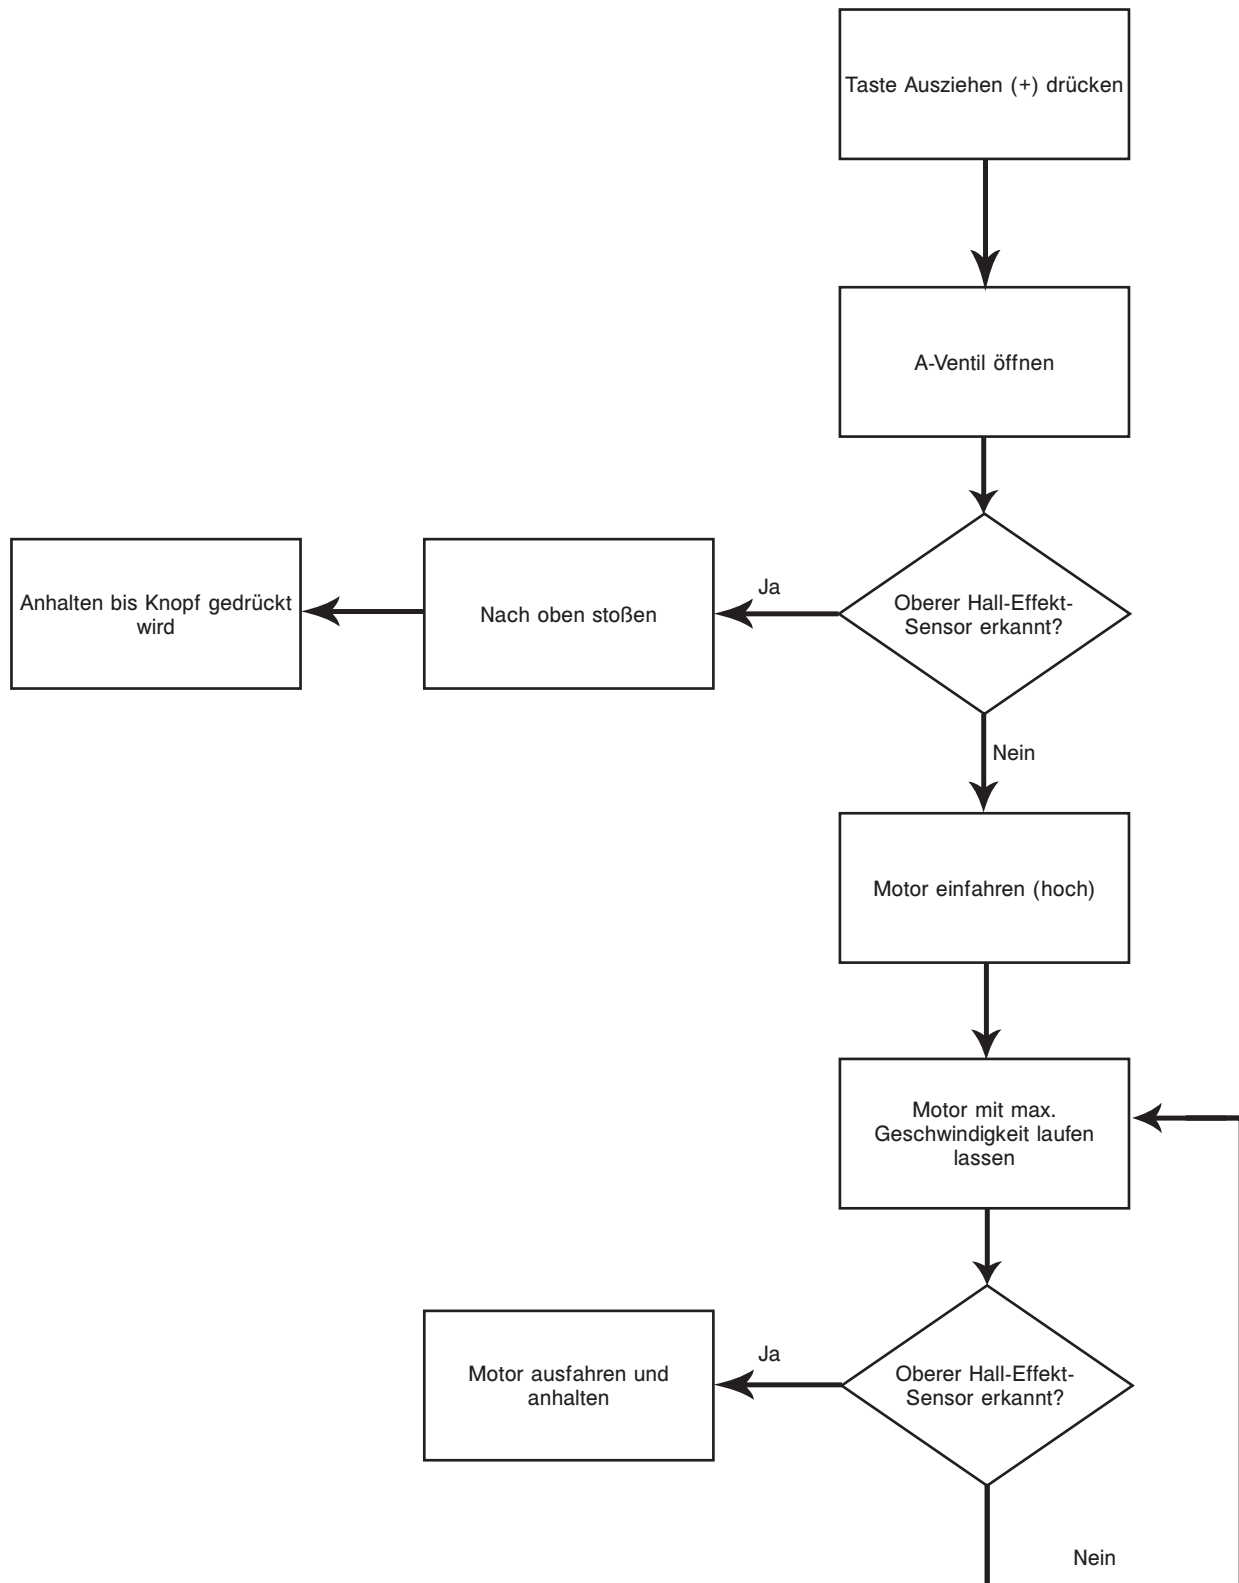 Taste Ausziehen (+) drücken
A-Ventil öffnen
Oberer Hall-Effekt-
Sensor erkannt?
Ja
Nach oben stoßen
Anhalten bis Knopf gedrückt
wird
Nein
Motor einfahren (hoch)
Motor mit max.
Geschwindigkeit laufen
lassen
Oberer Hall-Effekt-
Sensor erkannt?
Ja
Motor ausfahren und
anhalten
Nein